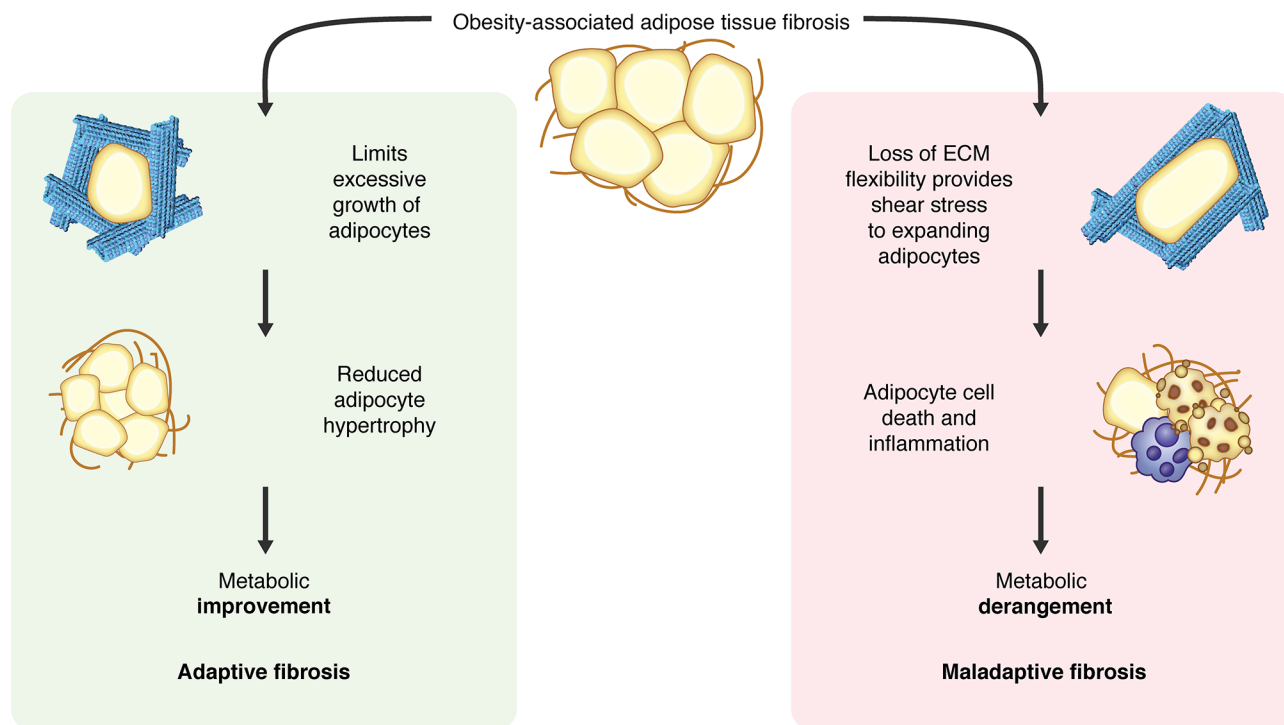 Obesity-associated adipose tissue fibrosis
Limits
excessive
growth of
adipocytes
Reduced
adipocyte
hypertrophy
Metabolic
improvement
Adaptive fibrosis
Loss of ECM
flexibility provides
shear stress
to expanding
adipocytes
Adipocyte cell
death and
inflammation
Metabolic
derangement
Maladaptive fibrosis